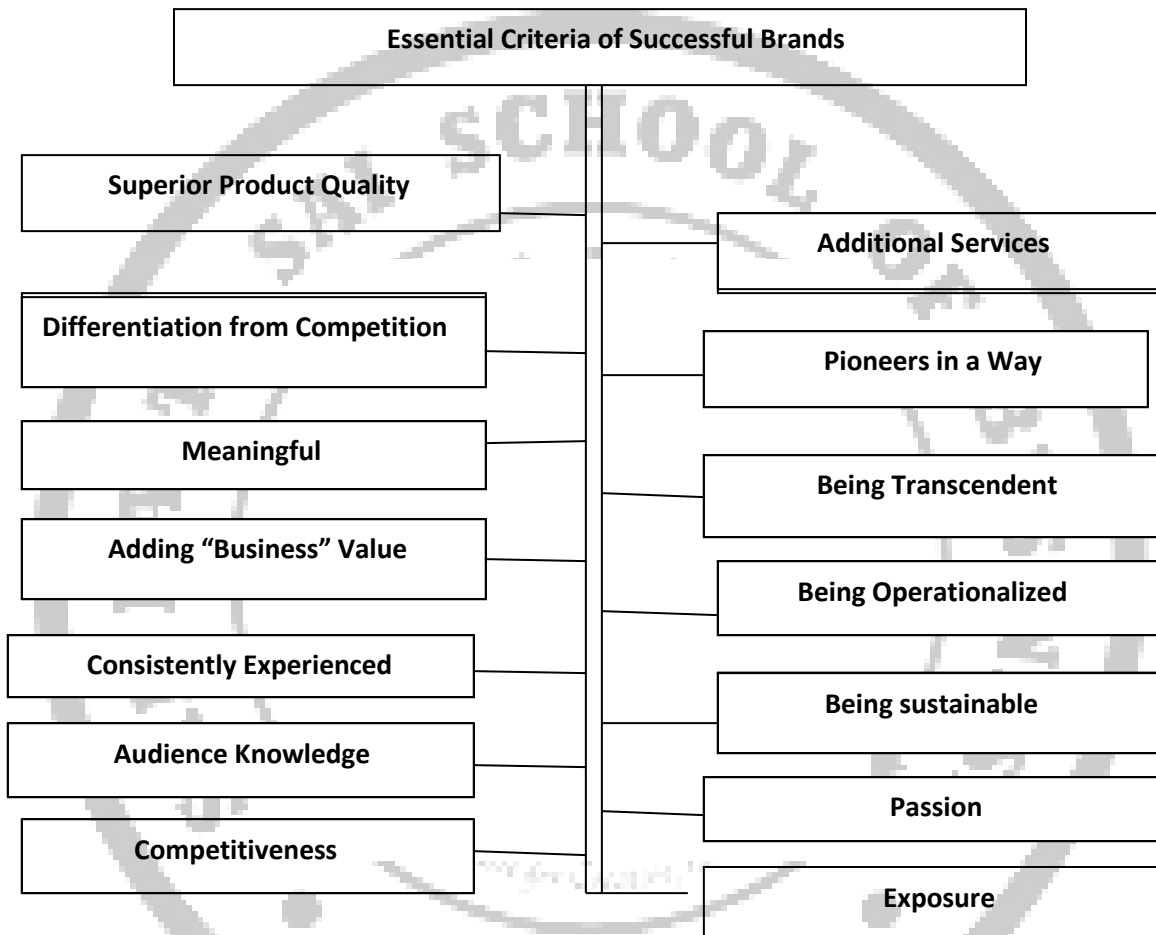 Essential Criteria of Successful Brands
SCHOOL
Superior Product Quality
Additional Services
Differentiation from Competition
Pioneers in a Way
Meaningful
Being Transcendent
Adding “Business” Value
Being Operationalized
Consistently Experienced
Being sustainable
Audience Knowledge
Passion
Competitiveness
Exposure